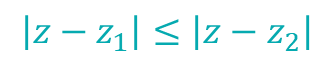 |z − z₁| ≤ |z − z₂|